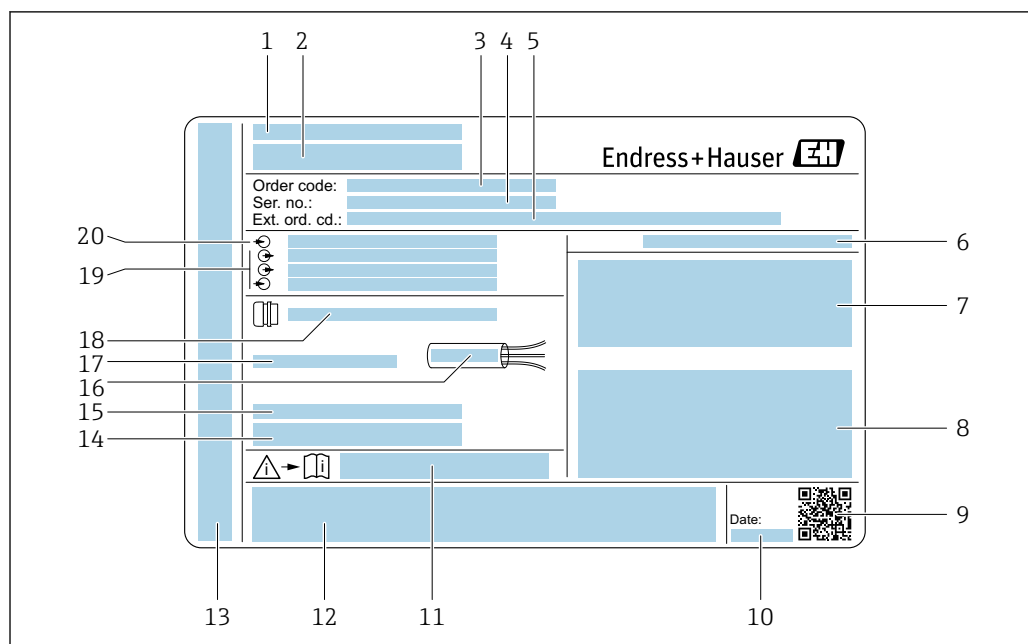 1 2 3 4 5
Endress+Hauser EH
Order code:
Ser. no.:
Ext. ord. cd.:
20
19
6
7
18
17
16
15
14
8
i i
Date:
9
13 12 11 10